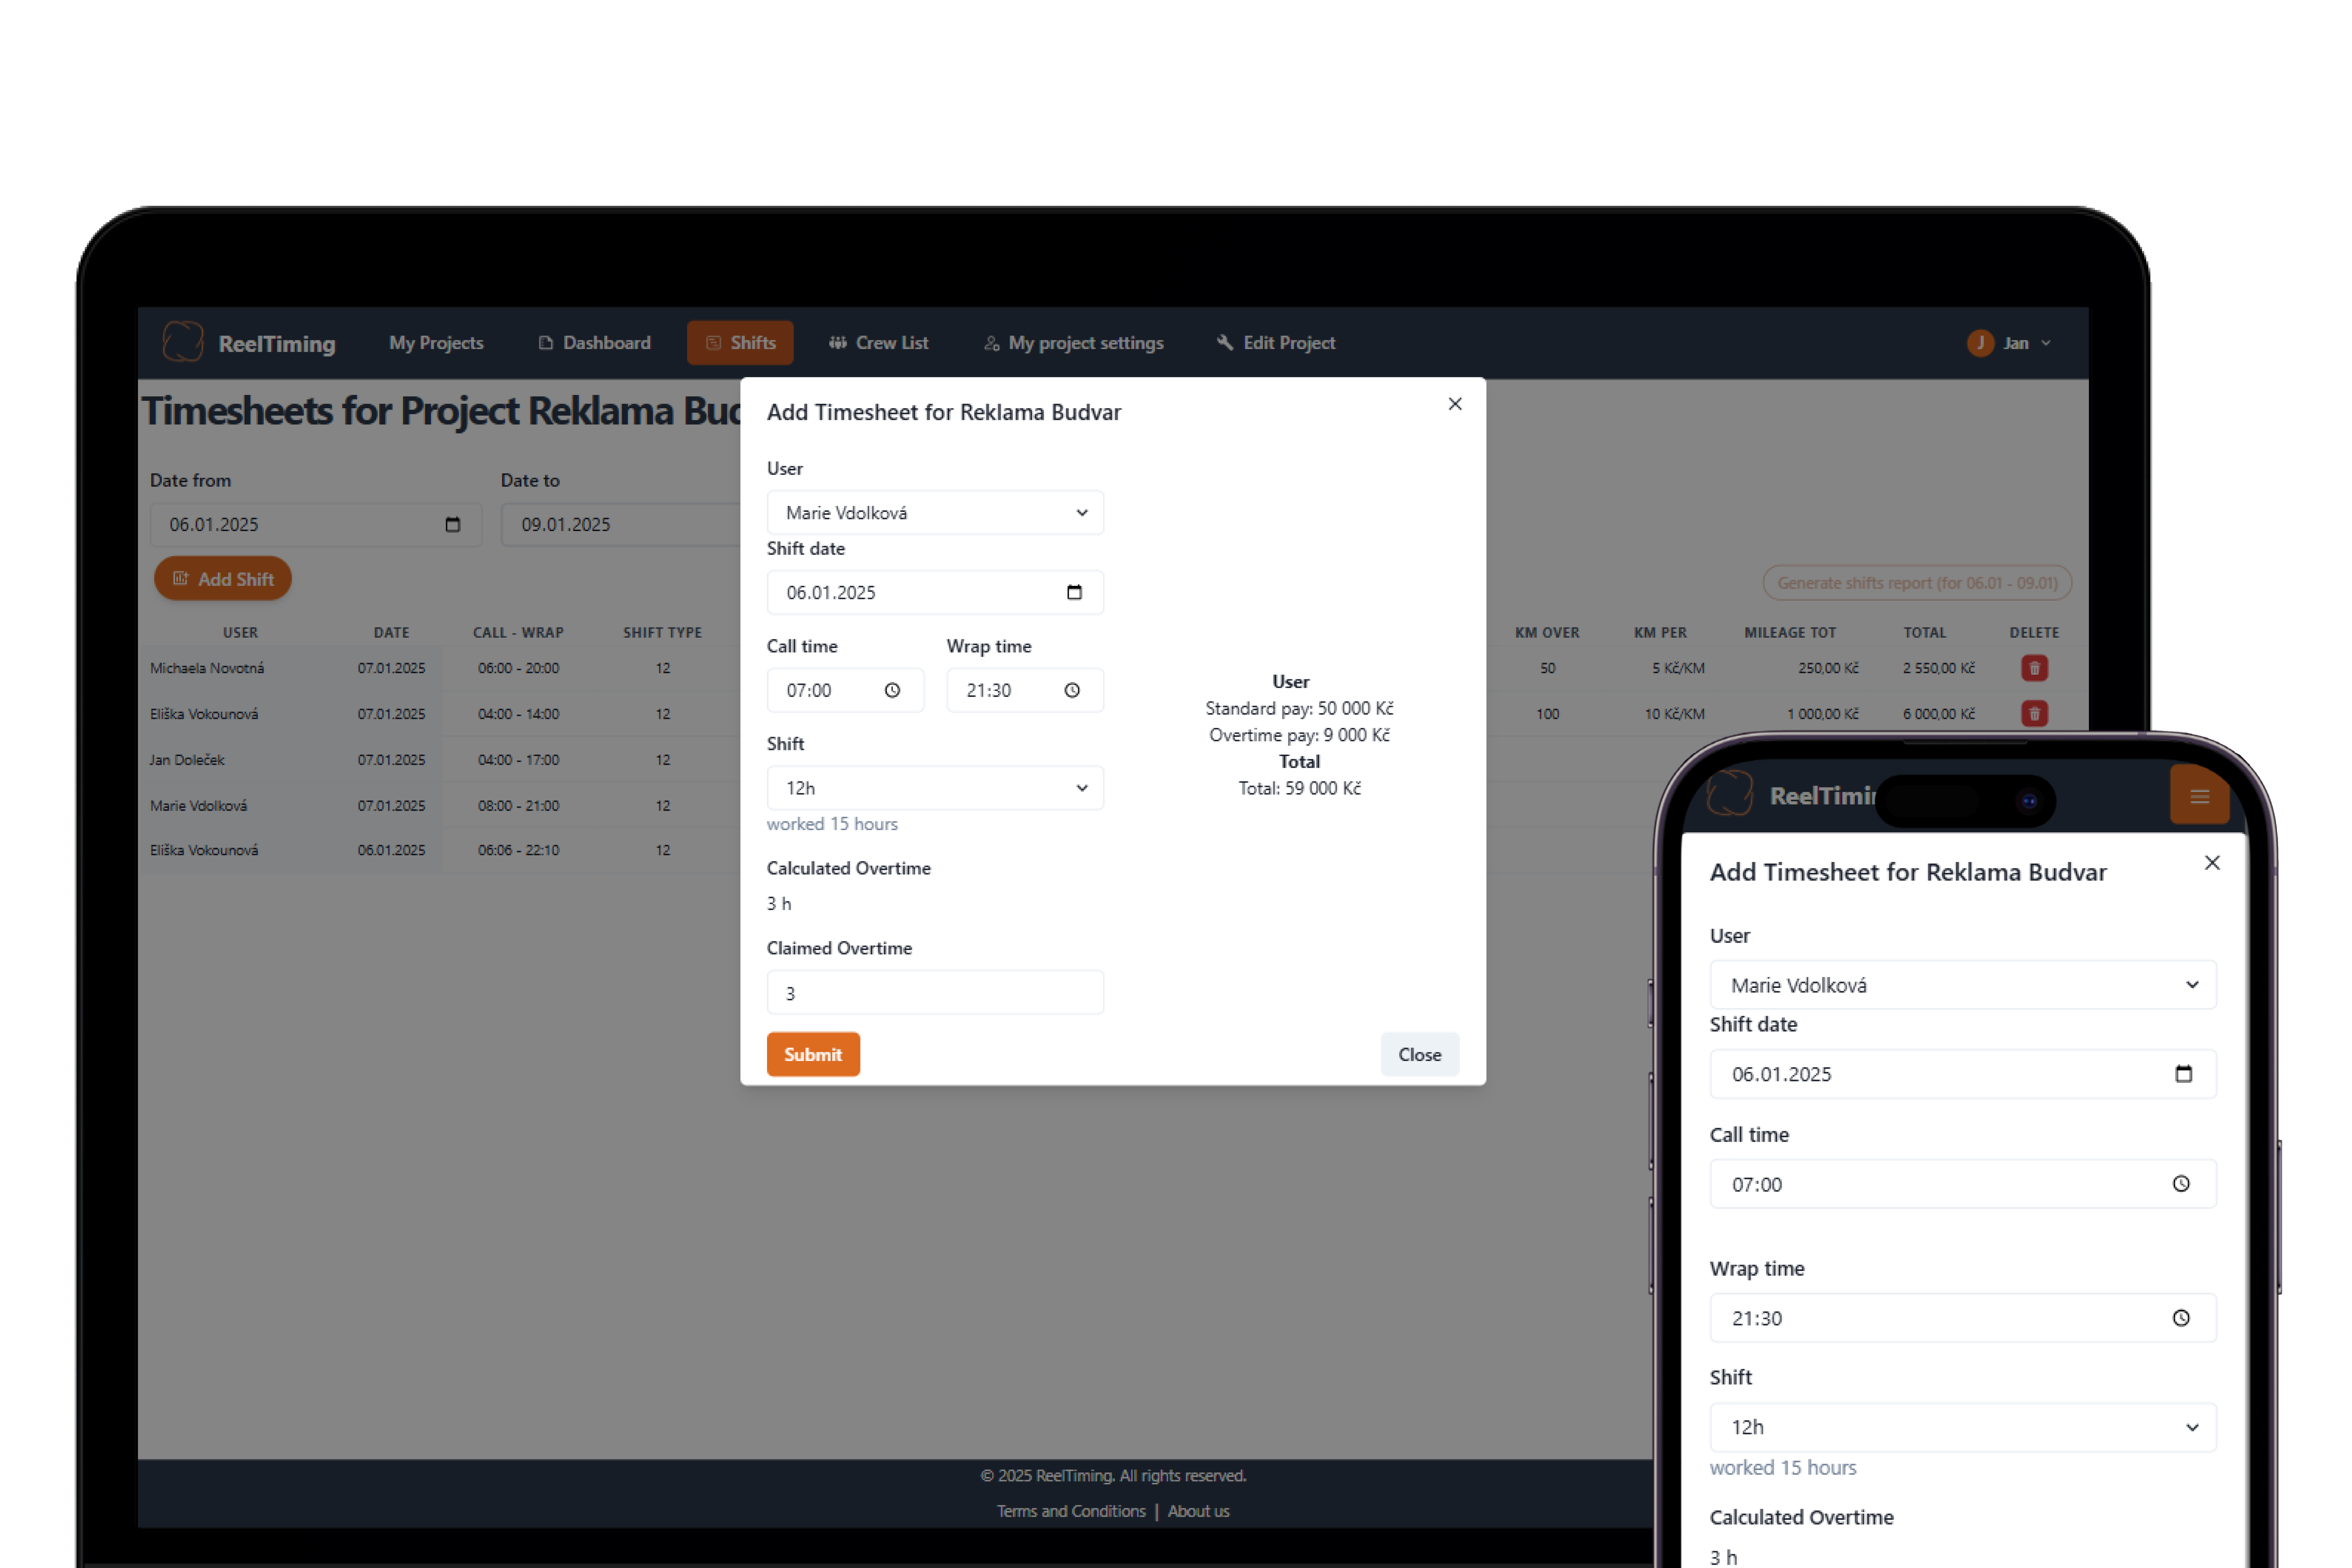 ReelTiming My Projects Dashboard Shifts Crew List My project settings Edit Project J Jan
Timesheets for Project Reklama Bud
Date from Date to
06.01.2025 09.01.2025
Add Shift
Generate shifts report (for 06.01 - 09.01)
USER DATE CALL - WRAP SHIFT TYPE KM OVER KM PER MILEAGE TOT TOTAL DELETE
Michaela Novotná 07.01.2025 06:00 - 20:00 12 50 5 Kč/KM 250,00 Kč 2 550,00 Kč
Eliška Vokounová 07.01.2025 04:00 - 14:00 12 100 10 Kč/KM 1 000,00 Kč 6 000,00 Kč
Jan Doleček 07.01.2025 04:00 - 17:00 12
Marie Vdolková 07.01.2025 08:00 - 21:00 12
Eliška Vokounová 06.01.2025 06:06 - 22:10 12
Add Timesheet for Reklama Budvar
User
Marie Vdolková
Shift date
06.01.2025
Call time Wrap time
07:00 21:30
Shift
12h
worked 15 hours
Calculated Overtime
3 h
Claimed Overtime
3
Submit Close
User
Standard pay: 50 000 Kč
Overtime pay: 9 000 Kč
Total
Total: 59 000 Kč
© 2025 ReelTiming. All rights reserved.
Terms and Conditions | About us
ReelTimi
Add Timesheet for Reklama Budvar
User
Marie Vdolková
Shift date
06.01.2025
Call time
07:00
Wrap time
21:30
Shift
12h
worked 15 hours
Calculated Overtime
3 h